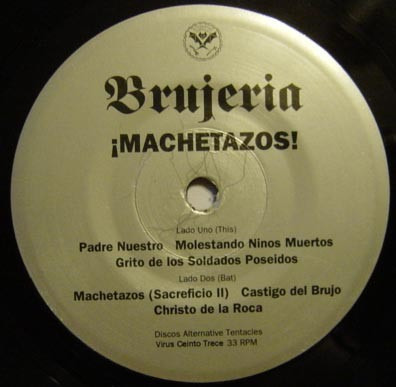 Brujeria
¡MACHETAZOS!
Lado Uno (This)
Padre Nuestro Molestando Ninos Muertos
Grito de los Soldados Poseidos
Lado Dos (Bat)
Machetazos (Sacreficio II) Castigo del Brujo
Christo de la Roca
Discos Alternative Tentacles
Virus Ceinto Trece 33 RPM